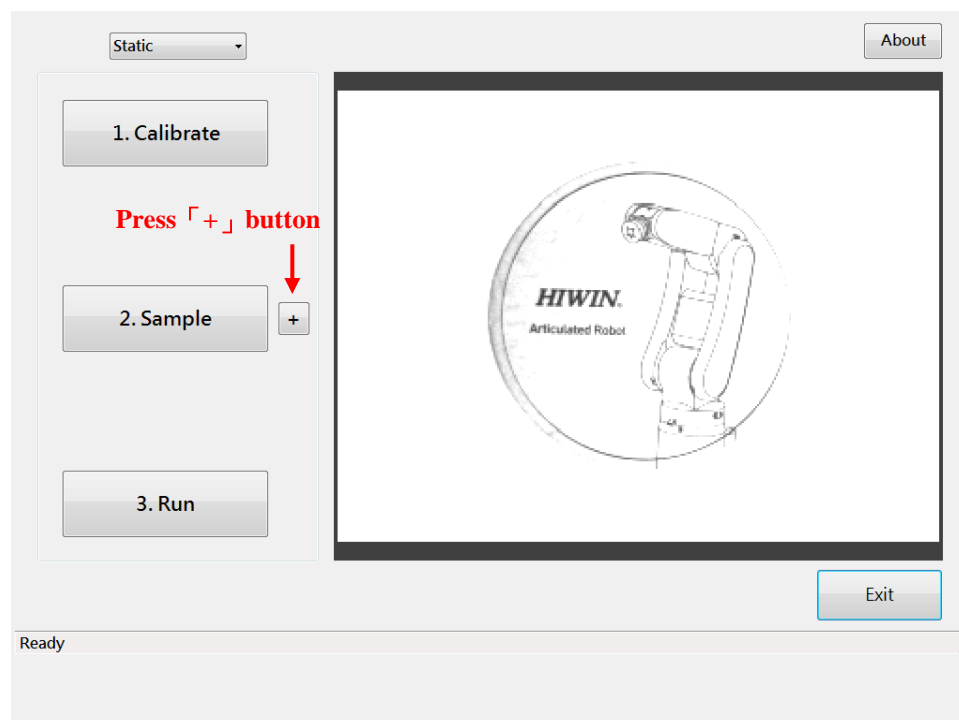 Static
About
1. Calibrate
Press「+」button
2. Sample
+
HIWIN.
Articulated Robot
3. Run
Exit
Ready